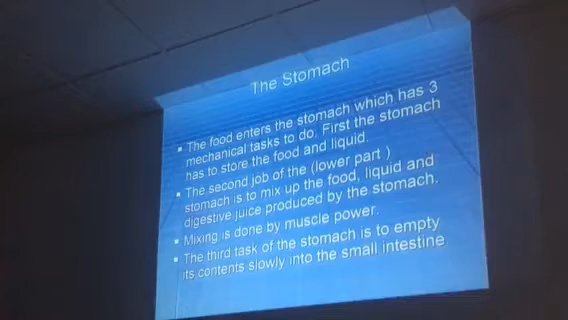 The Stomach
▪ The food enters the stomach which has 3
mechanical tasks to do. First the stomach
has to store the food and liquid.
▪ The second job of the (lower part )
stomach is to mix up the food, liquid and
digestive juice produced by the stomach.
▪ Mixing is done by muscle power.
▪ The third task of the stomach is to empty
its contents slowly into the small intestine